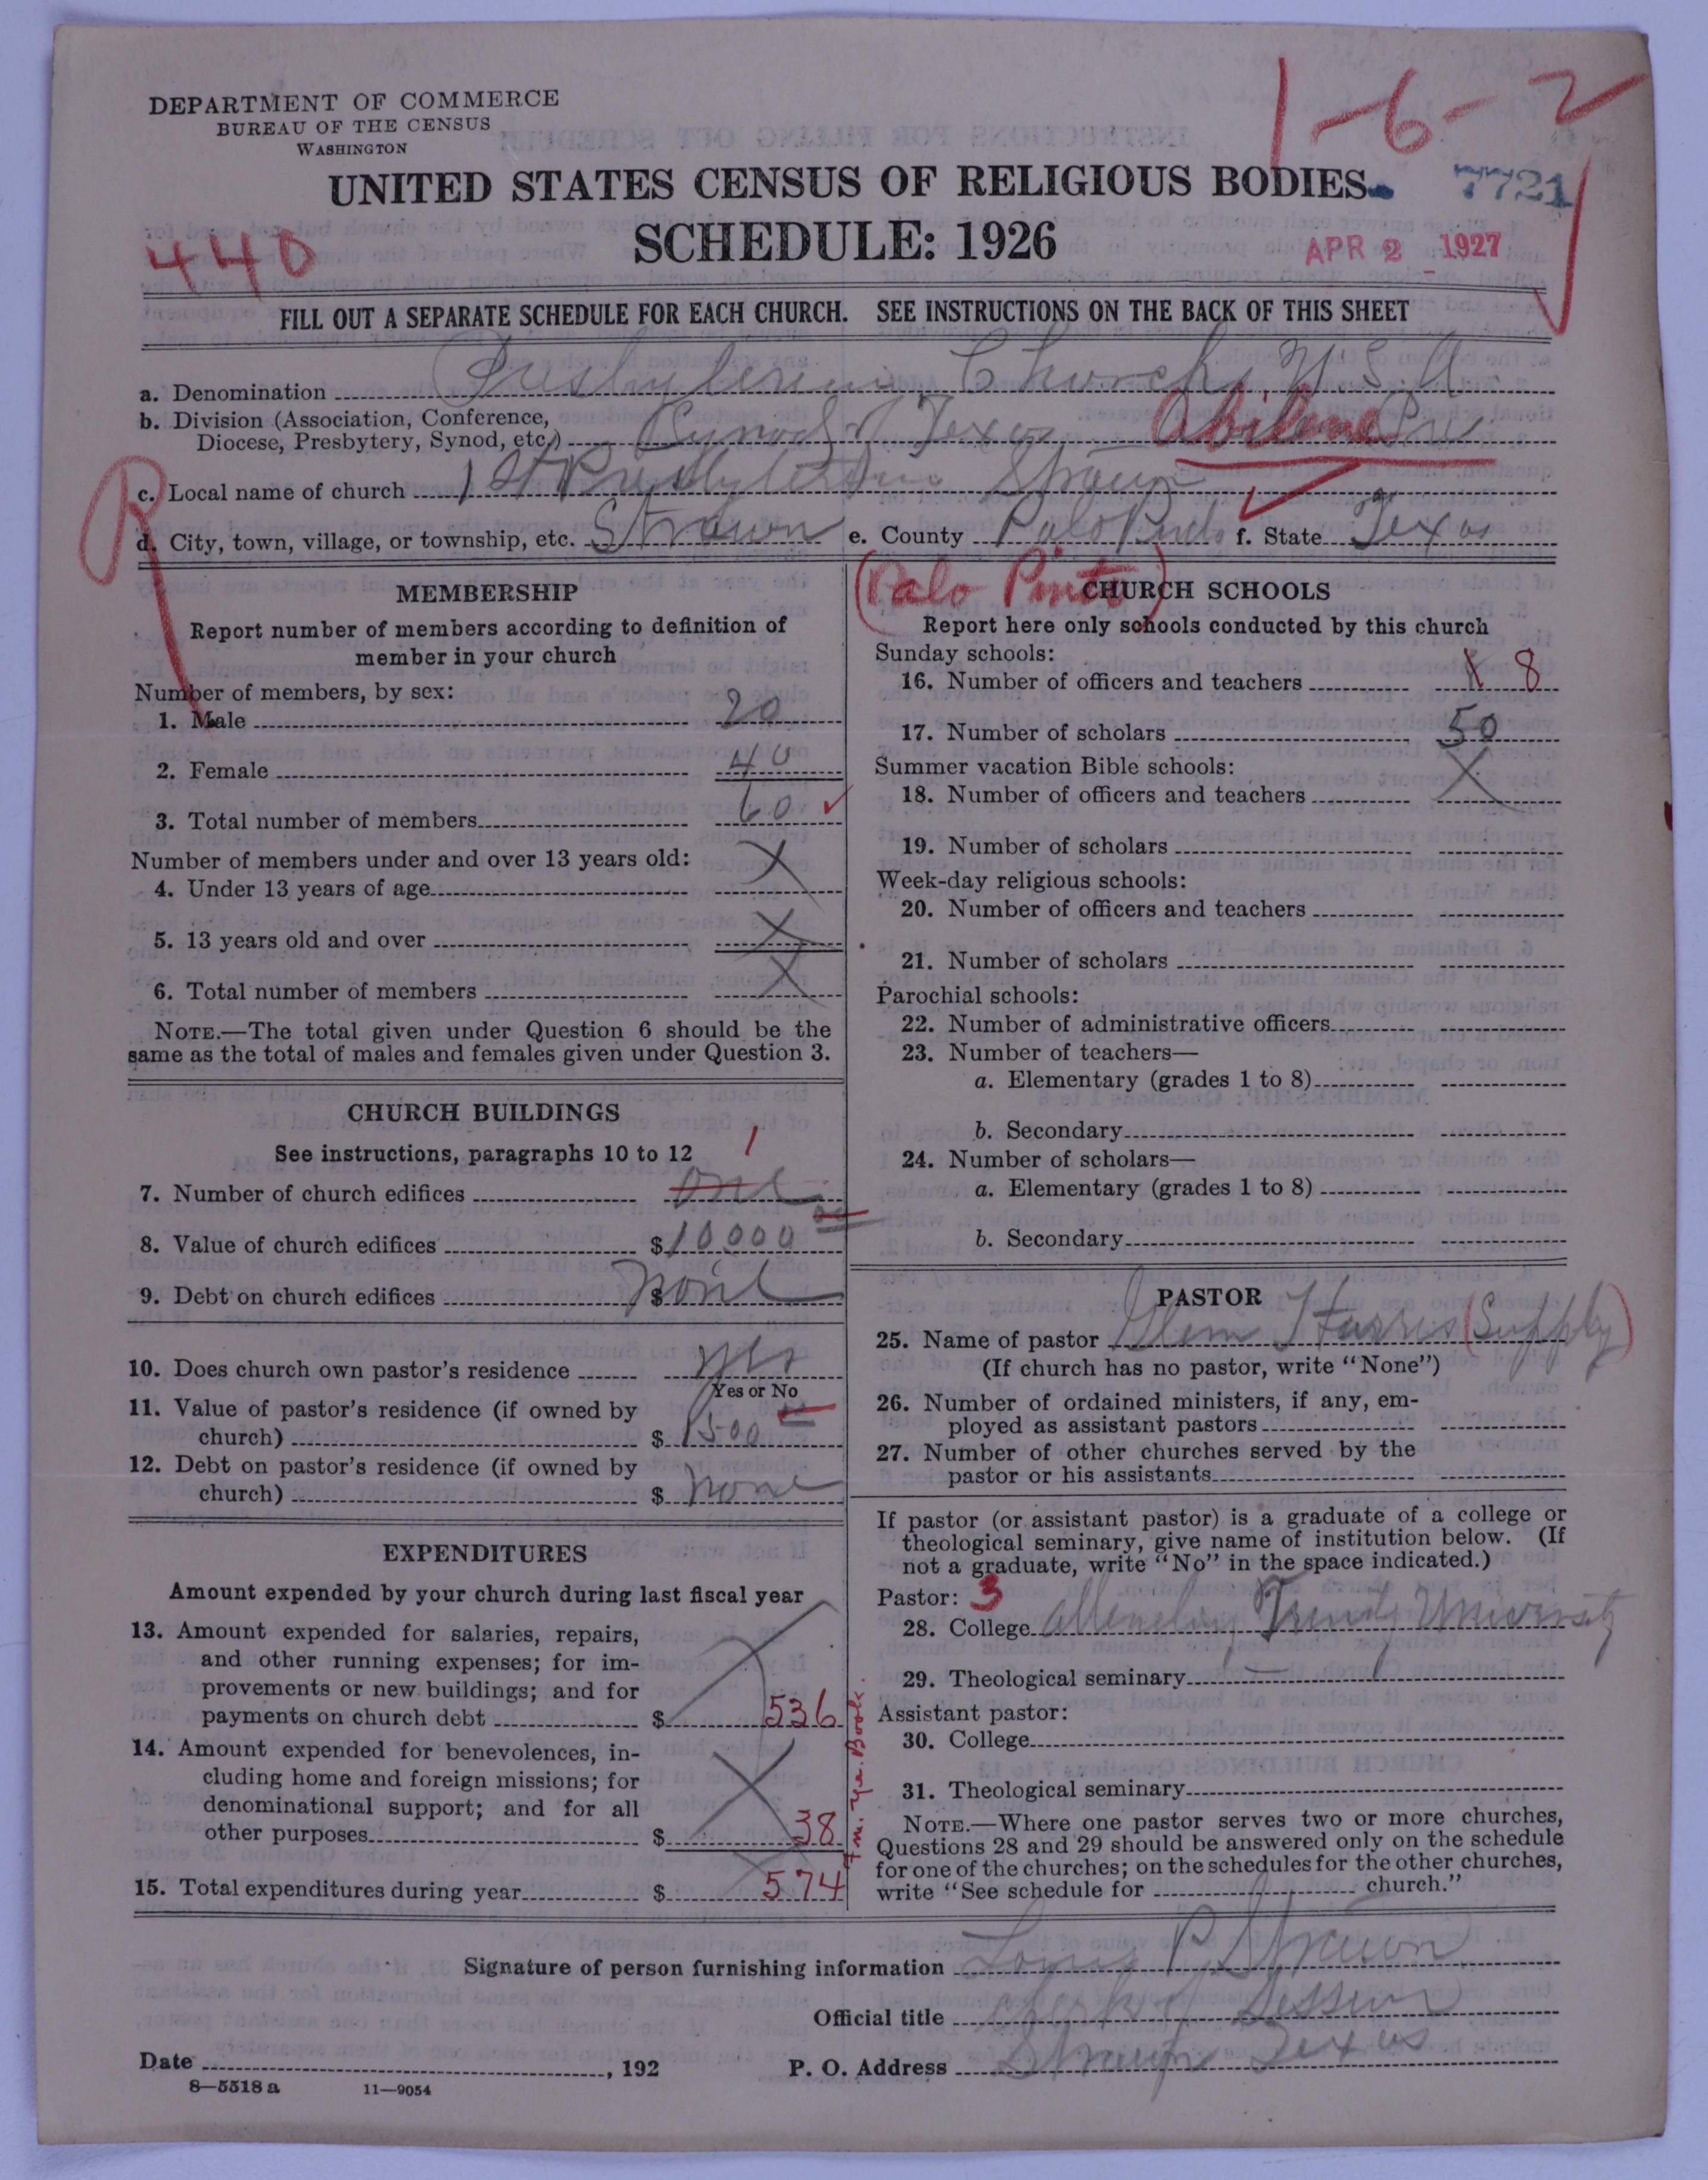 DEPARTMENT OF COMMERCE
BUREAU OF THE CENSUS
WASHINGTON
1-6-2
UNITED STATES CENSUS OF RELIGIOUS BODIES
7721
SCHEDULE: 1926
440
APR 2 1927
FILL OUT A SEPARATE SCHEDULE FOR EACH CHURCH. SEE INSTRUCTIONS ON THE BACK OF THIS SHEET
a. Denomination Presbyterian Church, U S A
b. Division (Association, Conference, Diocese, Presbytery, Synod, etc.) Synod of Texas Abilene
c. Local name of church 1st Presbyterian Strawn
d. City, town, village, or township, etc. Strawn e. County Palo Pinto f. State Texas
(Palo Pinto)
MEMBERSHIP
Report number of members according to definition of
member in your church
Number of members, by sex:
1. Male 20
2. Female 40
3. Total number of members 60
Number of members under and over 13 years old:
4. Under 13 years of age X
5. 13 years old and over X
6. Total number of members X
NOTE.—The total given under Question 6 should be the
same as the total of males and females given under Question 3.
CHURCH BUILDINGS
See instructions, paragraphs 10 to 12
1
7. Number of church edifices one
8. Value of church edifices $10000 00
9. Debt on church edifices $ none
10. Does church own pastor's residence yes
Yes or No
11. Value of pastor's residence (if owned by
church) $ 1500
12. Debt on pastor's residence (if owned by
church) $ none
EXPENDITURES
Amount expended by your church during last fiscal year
13. Amount expended for salaries, repairs,
and other running expenses; for im-
provements or new buildings; and for
payments on church debt $ 536
14. Amount expended for benevolences, in-
cluding home and foreign missions; for
denominational support; and for all
other purposes $ 38
15. Total expenditures during year $ 574
Book.
CHURCH SCHOOLS
Report here only schools conducted by this church
Sunday schools:
16. Number of officers and teachers 8
17. Number of scholars 50
Summer vacation Bible schools:
18. Number of officers and teachers X
19. Number of scholars
Week-day religious schools:
20. Number of officers and teachers
21. Number of scholars
Parochial schools:
22. Number of administrative officers
23. Number of teachers—
a. Elementary (grades 1 to 8)
b. Secondary
24. Number of scholars—
a. Elementary (grades 1 to 8)
b. Secondary
PASTOR
25. Name of pastor Clem Harris (Supply)
(If church has no pastor, write "None")
26. Number of ordained ministers, if any, em-
ployed as assistant pastors
27. Number of other churches served by the
pastor or his assistants
If pastor (or assistant pastor) is a graduate of a college or
theological seminary, give name of institution below. (If
not a graduate, write "No" in the space indicated.)
Pastor: 3
28. College Attending Trinity University
29. Theological seminary
Assistant pastor:
30. College
31. Theological seminary
NOTE.—Where one pastor serves two or more churches,
Questions 28 and 29 should be answered only on the schedule
for one of the churches; on the schedules for the other churches,
write "See schedule for church."
Signature of person furnishing information P Strawn
Official title Clerk of Session
Date , 192 P. O. Address Strawn Texas
8—5518 a 11—9054